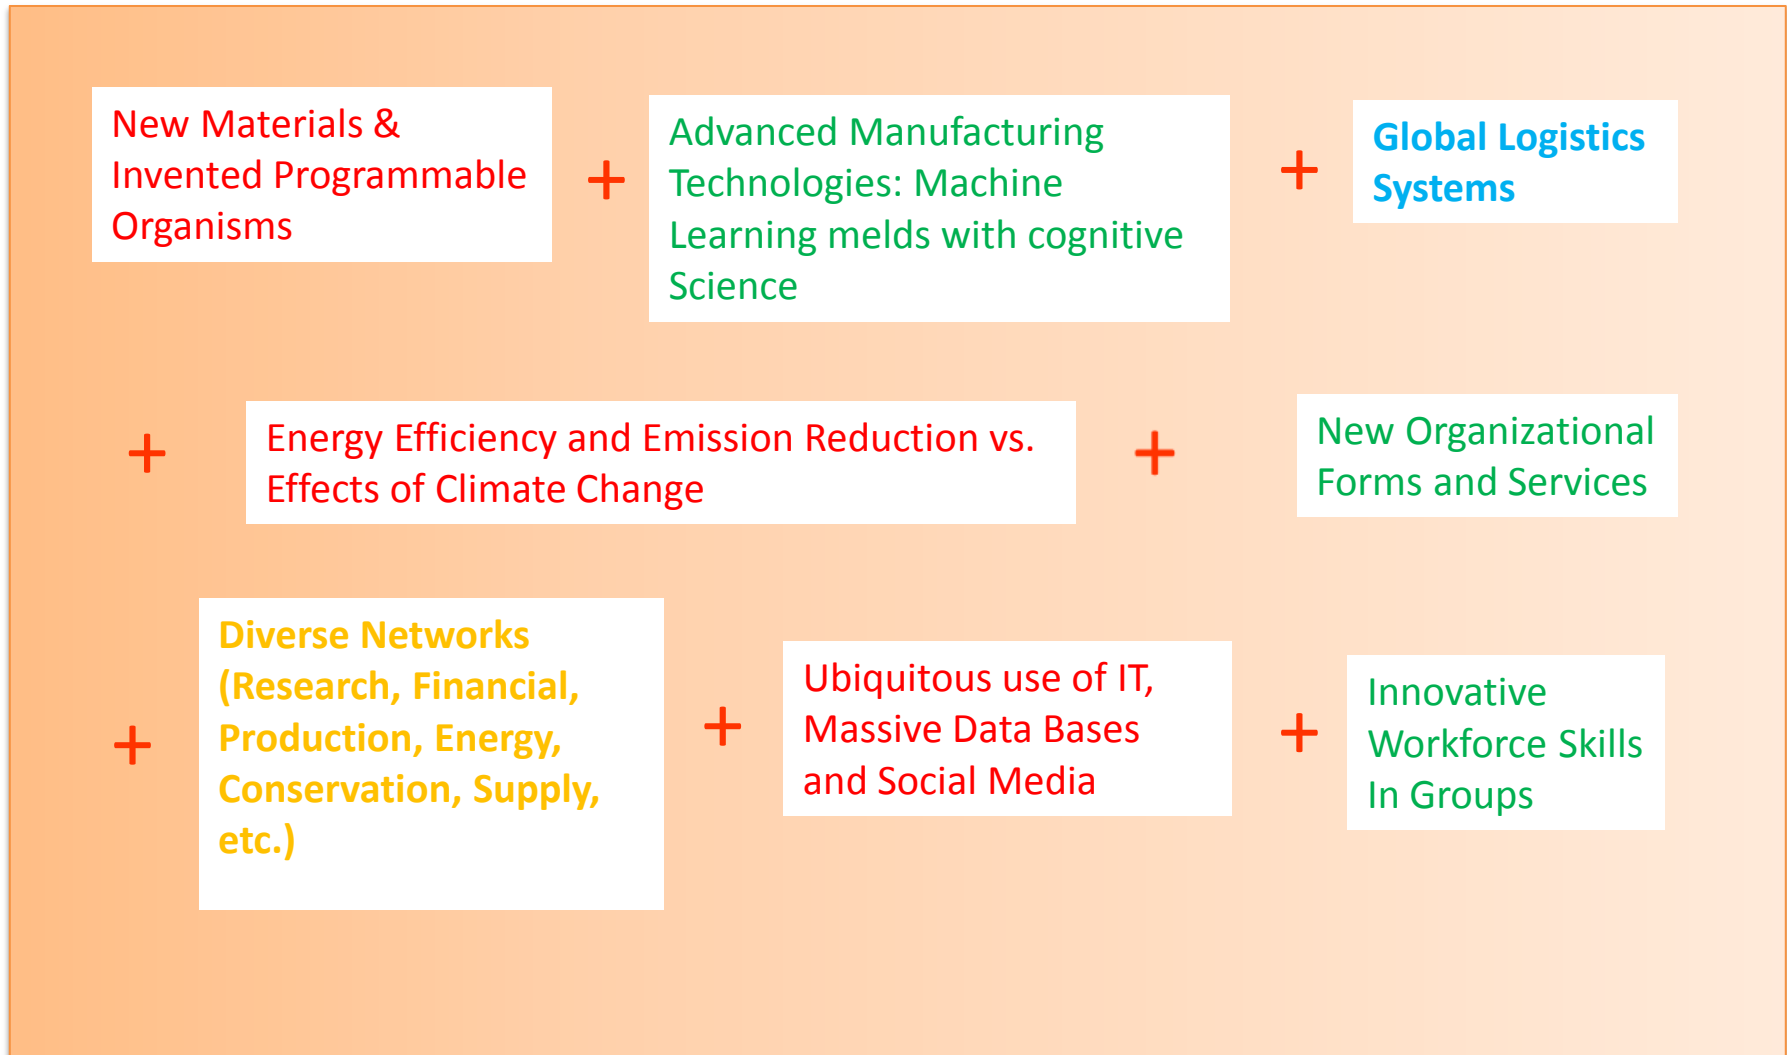 New Materials &
Invented Programmable
Organisms
+
Advanced Manufacturing
Technologies: Machine
Learning melds with cognitive
Science
+
Global Logistics
Systems
+
Energy Efficiency and Emission Reduction vs.
Effects of Climate Change
+
New Organizational
Forms and Services
+
Diverse Networks
(Research, Financial,
Production, Energy,
Conservation, Supply,
etc.)
+
Ubiquitous use of IT,
Massive Data Bases
and Social Media
+
Innovative
Workforce Skills
In Groups